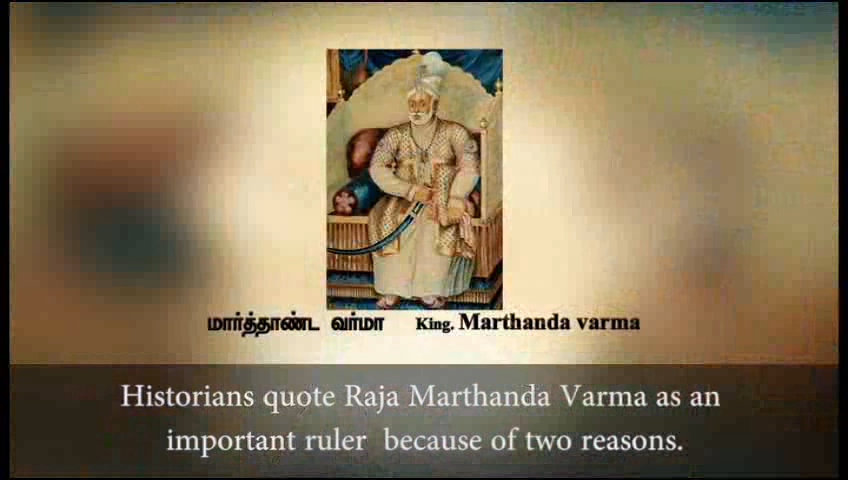 மார்த்தாண்ட வர்மா King. Marthanda varma
Historians quote Raja Marthanda Varma as an
important ruler because of two reasons.